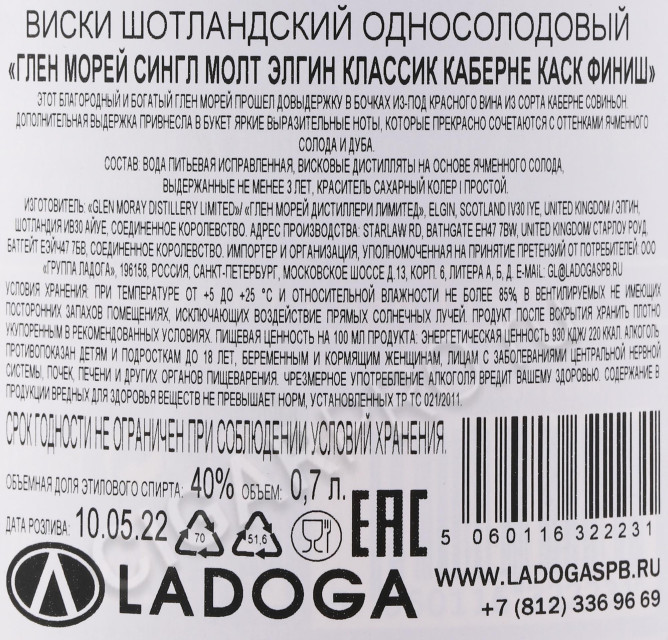 ВИСКИ ШОТЛАНДСКИЙ ОДНОСОЛОДОВЫЙ
«ГЛЕН МОРЕЙ СИНГЛ МОЛТ ЭЛГИН КЛАССИК КАБЕРНЕ КАСК ФИНИШ»
ЭТОТ БЛАГОРОДНЫЙ И БОГАТЫЙ ГЛЕН МОРЕЙ ПРОШЕЛ ДОВЫДЕРЖКУ В БОЧКАХ ИЗ-ПОД КРАСНОГО ВИНА ИЗ СОРТА КАБЕРНЕ СОВИНЬОН.
ДОПОЛНИТЕЛЬНАЯ ВЫДЕРЖКА ПРИВНЕСЛА В БУКЕТ ЯРКИЕ ВЫРАЗИТЕЛЬНЫЕ НОТЫ, КОТОРЫЕ ПРЕКРАСНО СОЧЕТАЮТСЯ С ОТТЕНКАМИ ЯЧМЕННОГО
СОЛОДА И ДУБА.
СОСТАВ: ВОДА ПИТЬЕВАЯ ИСПРАВЛЕННАЯ, ВИСКОВЫЕ ДИСТИЛЛЯТЫ НА ОСНОВЕ ЯЧМЕННОГО СОЛОДА,
ВЫДЕРЖАННЫЕ НЕ МЕНЕЕ 3 ЛЕТ, КРАСИТЕЛЬ САХАРНЫЙ КОЛЕР I ПРОСТОЙ.
ИЗГОТОВИТЕЛЬ: «GLEN MORAY DISTILLERY LIMITED»/ «ГЛЕН МОРЕЙ ДИСТИЛЛЕРИ ЛИМИТЕД», ELGIN, SCOTLAND IV30 IYE, UNITED KINGDOM / ЭЛГИН,
ШОТЛАНДИЯ ИВ30 АЙУЕ, СОЕДИНЕННОЕ КОРОЛЕВСТВО. АДРЕС ПРОИЗВОДСТВА: STARLAW RD, BATHGATE EH47 7BW, UNITED KINGDOM/ СТАРЛОУ РОУД,
БАТГЕЙТ ЕЭЙЧ47 7БВ, СОЕДИНЕННОЕ КОРОЛЕВСТВО. ИМПОРТЕР И ОРГАНИЗАЦИЯ, УПОЛНОМОЧЕННАЯ НА ПРИНЯТИЕ ПРЕТЕНЗИЙ ОТ ПОТРЕБИТЕЛЕЙ: ООО
«ГРУППА ЛАДОГА», 196158, РОССИЯ, САНКТ-ПЕТЕРБУРГ, МОСКОВСКОЕ ШОССЕ Д.13, КОРП. 6, ЛИТЕРА А, Б, Д. E-MAIL: GL@LADOGASPB.RU
УСЛОВИЯ ХРАНЕНИЯ: ПРИ ТЕМПЕРАТУРЕ ОТ +5 ДО +25 °С И ОТНОСИТЕЛЬНОЙ ВЛАЖНОСТИ НЕ БОЛЕЕ 85%, В ВЕНТИЛИРУЕМЫХ НЕ ИМЕЮЩИХ
ПОСТОРОННИХ ЗАПАХОВ ПОМЕЩЕНИЯХ, ИСКЛЮЧАЮЩИХ ВОЗДЕЙСТВИЕ ПРЯМЫХ СОЛНЕЧНЫХ ЛУЧЕЙ. ПРОДУКТ ПОСЛЕ ВСКРЫТИЯ ХРАНИТЬ ПЛОТНО
УКУПОРЕННЫМ В РЕКОМЕНДОВАННЫХ УСЛОВИЯХ. ПИЩЕВАЯ ЦЕННОСТЬ НА 100 МЛ ПРОДУКТА: ЭНЕРГЕТИЧЕСКАЯ ЦЕННОСТЬ 930 КДЖ/ 220 ККАЛ. АЛКОГОЛЬ
ПРОТИВОПОКАЗАН ДЕТЯМ И ПОДРОСТКАМ ДО 18 ЛЕТ, БЕРЕМЕННЫМ И КОРМЯЩИМ ЖЕНЩИНАМ, ЛИЦАМ С ЗАБОЛЕВАНИЯМИ ЦЕНТРАЛЬНОЙ НЕРВНОЙ
СИСТЕМЫ, ПОЧЕК, ПЕЧЕНИ И ДРУГИХ ОРГАНОВ ПИЩЕВАРЕНИЯ. ЧРЕЗМЕРНОЕ УПОТРЕБЛЕНИЕ АЛКОГОЛЯ ВРЕДИТ ВАШЕМУ ЗДОРОВЬЮ. СОДЕРЖАНИЕ В
ПРОДУКЦИИ ВРЕДНЫХ ДЛЯ ЗДОРОВЬЯ ВЕЩЕСТВ НЕ ПРЕВЫШАЕТ НОРМ, УСТАНОВЛЕННЫХ ТР ТС 021/2011.
СРОК ГОДНОСТИ НЕ ОГРАНИЧЕН ПРИ СОБЛЮДЕНИИ УСЛОВИЙ ХРАНЕНИЯ.
ОБЪЕМНАЯ ДОЛЯ ЭТИЛОВОГО СПИРТА: 40% ОБЪЕМ: 0,7 л.
ДАТА РОЗЛИВА: 10.05.22 70 51,6 EAC
5 060116 322231
LADOGA
WWW.LADOGASPB.RU
+7 (812) 336 96 69